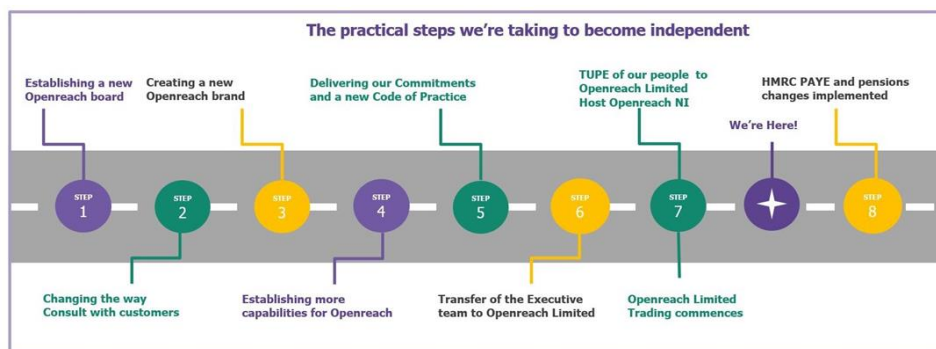 The practical steps we're taking to become independent
Establishing a new
Openreach board
Creating a new
Openreach brand
Delivering our Commitments
and a new Code of Practice
TUPE of our people to
Openreach Limited
Host Openreach NI
We're Here!
HMRC PAYE and pensions
changes implemented
STEP
1
STEP
2
STEP
3
STEP
4
STEP
5
STEP
6
STEP
7
STEP
8
Changing the way
Consult with customers
Establishing more
capabilities for Openreach
Transfer of the Executive
team to Openreach Limited
Openreach Limited
Trading commences